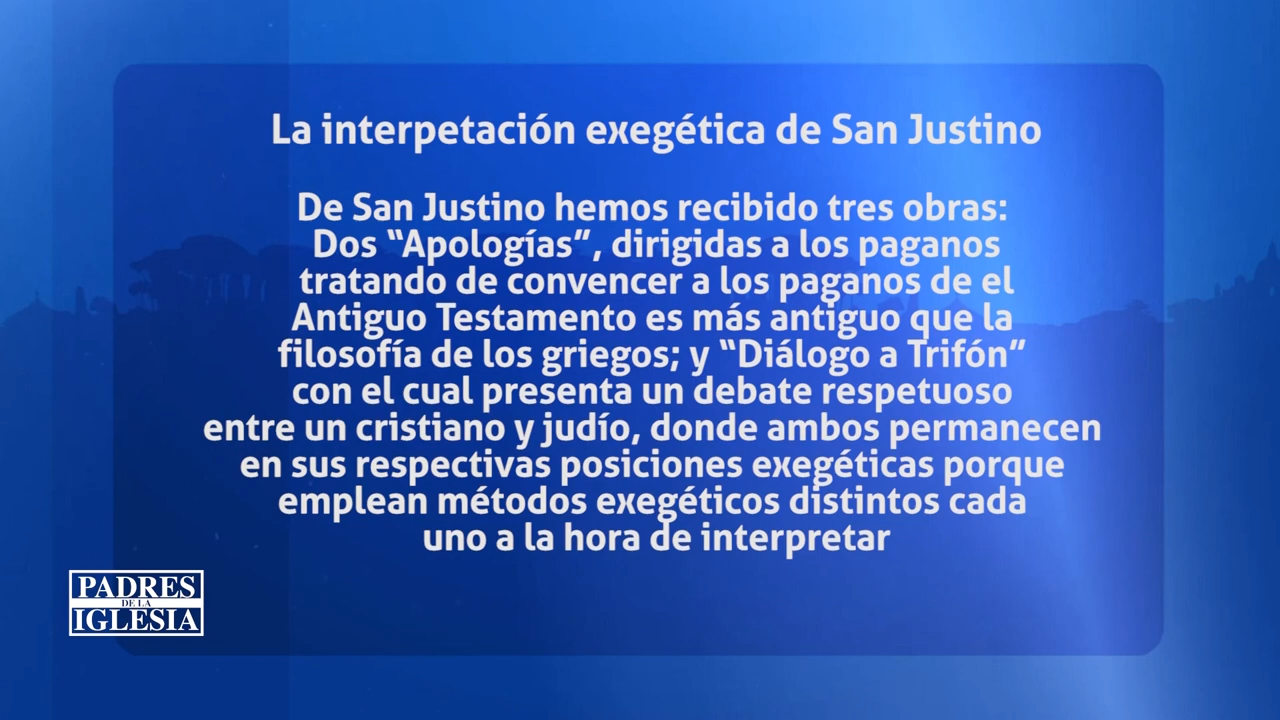 La interpetación exegética de San Justino
De San Justino hemos recibido tres obras:
Dos “Apologías”, dirigidas a los paganos
tratando de convencer a los paganos de el
Antiguo Testamento es más antiguo que la
filosofía de los griegos; y “Diálogo a Trifón”
con el cual presenta un debate respetuoso
entre un cristiano y judío, donde ambos permanecen
en sus respectivas posiciones exegéticas porque
emplean métodos exegéticos distintos cada
uno a la hora de interpretar
PADRES
DE LA
IGLESIA